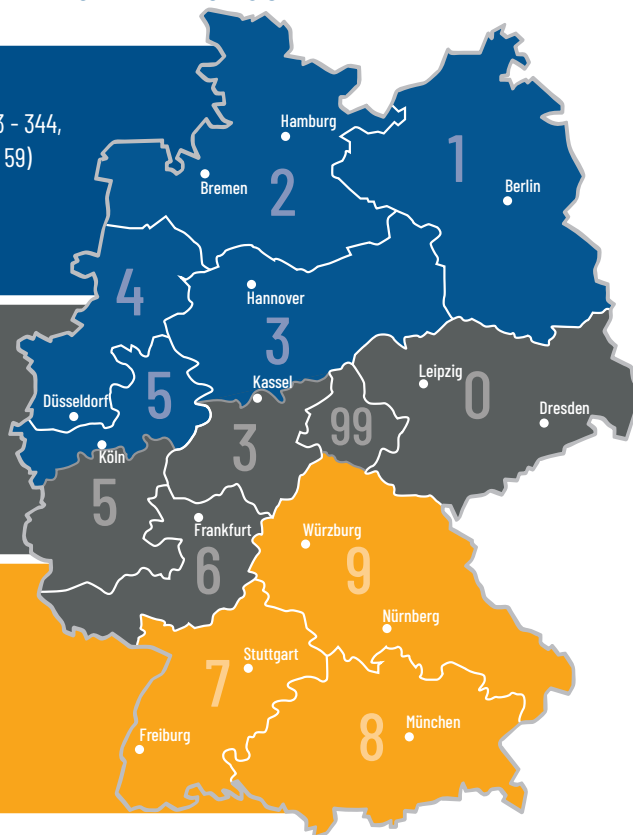 3 - 344,
59)
Hamburg
1
Bremen
2
Berlin
4
Hannover
3
Leipzig
0
Kassel
Düsseldorf
5
99
Dresden
Köln
3
5
Frankfurt
Würzburg
6
9
Nürnberg
Stuttgart
7
München
Freiburg
8